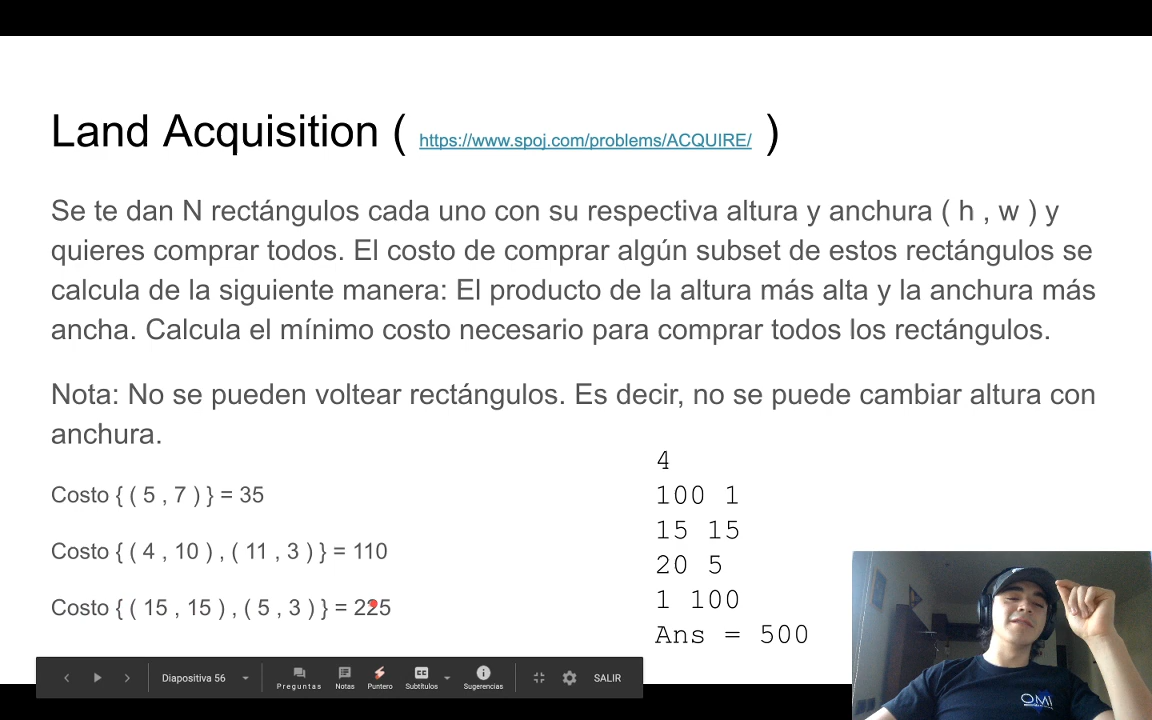 Land Acquisition ( https://www.spoj.com/problems/ACQUIRE/ )
Se te dan N rectángulos cada uno con su respectiva altura y anchura ( h , w ) y
quieres comprar todos. El costo de comprar algún subset de estos rectángulos se
calcula de la siguiente manera: El producto de la altura más alta y la anchura más
ancha. Calcula el mínimo costo necesario para comprar todos los rectángulos.
Nota: No se pueden voltear rectángulos. Es decir, no se puede cambiar altura con
anchura.
Costo { ( 5 , 7 ) } = 35
Costo { ( 4 , 10 ) , ( 11 , 3 ) } = 110
Costo { ( 15 , 15 ) , ( 5 , 3 ) } = 225
4
100 1
15 15
20 5
1 100
Ans = 500
Diapositiva 56
Preguntas
Notas
Puntero
Subtítulos
Sugerencias
SALIR
OMI